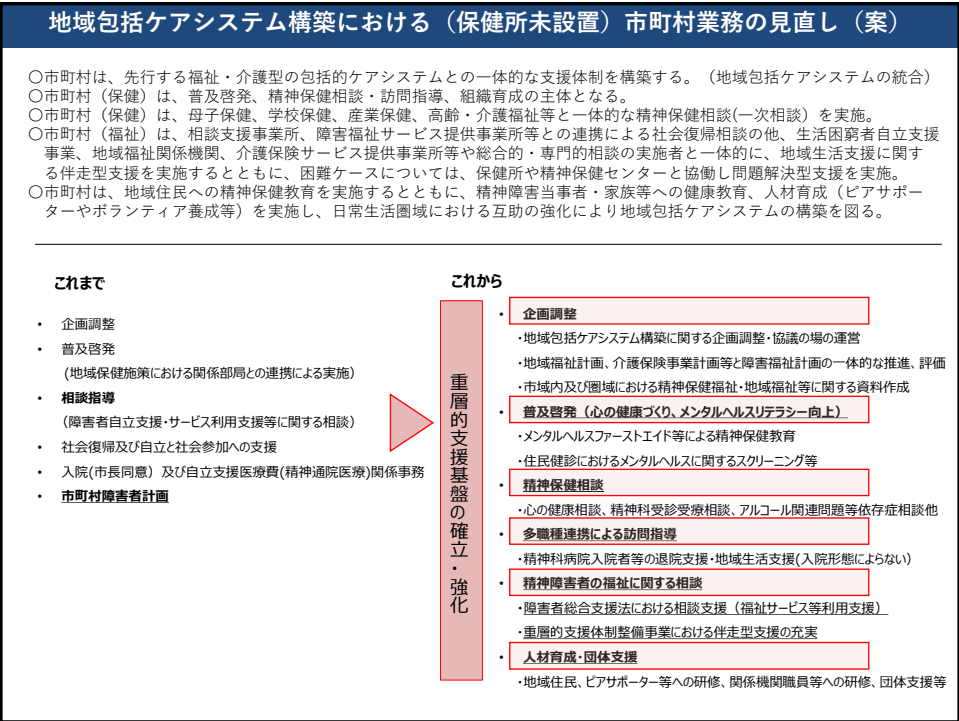 地域包括ケアシステム構築における（保健所未設置）市町村業務の見直し（案）
〇市町村は、先行する福祉・介護型の包括的ケアシステムとの一体的な支援体制を構築する。（地域包括ケアシステムの統合）
〇市町村（保健）は、普及啓発、精神保健相談・訪問指導、組織育成の主体となる。
〇市町村（保健）は、母子保健、学校保健、産業保健、高齢・介護福祉等と一体的な精神保健相談(一次相談）を実施。
〇市町村（福祉）は、相談支援事業所、障害福祉サービス提供事業所等との連携による社会復帰相談の他、生活困窮者自立支援
事業、地域福祉関係機関、介護保険サービス提供事業所等や総合的・専門的相談の実施者と一体的に、地域生活支援に関す
る伴走型支援を実施するとともに、困難ケースについては、保健所や精神保健センターと協働し問題解決型支援を実施。
〇市町村は、地域住民への精神保健教育を実施するとともに、精神障害当事者・家族等への健康教育、人材育成（ピアサポー
ターやボランティア養成等）を実施し、日常生活圏域における互助の強化により地域包括ケアシステムの構築を図る。
これまで
・ 企画調整
・ 普及啓発
(地域保健施策における関係部局との連携による実施)
・ 相談指導
（障害者自立支援・サービス利用支援等に関する相談）
・ 社会復帰及び自立と社会参加への支援
・ 入院(市長同意）及び自立支援医療費(精神通院医療)関係事務
・ 市町村障害者計画
重層的支援基盤の確立・強化
これから
・ 企画調整
・地域包括ケアシステム構築に関する企画調整・協議の場の運営
・地域福祉計画、介護保険事業計画等と障害福祉計画の一体的な推進、評価
・市域内及び圏域における精神保健福祉・地域福祉等に関する資料作成
・ 普及啓発（心の健康づくり、メンタルヘルスリテラシー向上）
・メンタルヘルスファーストエイド等による精神保健教育
・住民健診におけるメンタルヘルスに関するスクリーニング等
・ 精神保健相談
・心の健康相談、精神科受診受療相談、アルコール関連問題等依存症相談他
・ 多職種連携による訪問指導
・精神科病院入院者等の退院支援・地域生活支援(入院形態によらない）
・ 精神障害者の福祉に関する相談
・障害者総合支援法における相談支援（福祉サービス等利用支援）
・重層的支援体制整備事業における伴走型支援の充実
・ 人材育成・団体支援
・地域住民、ピアサポーター等への研修、関係機関職員等への研修、団体支援等